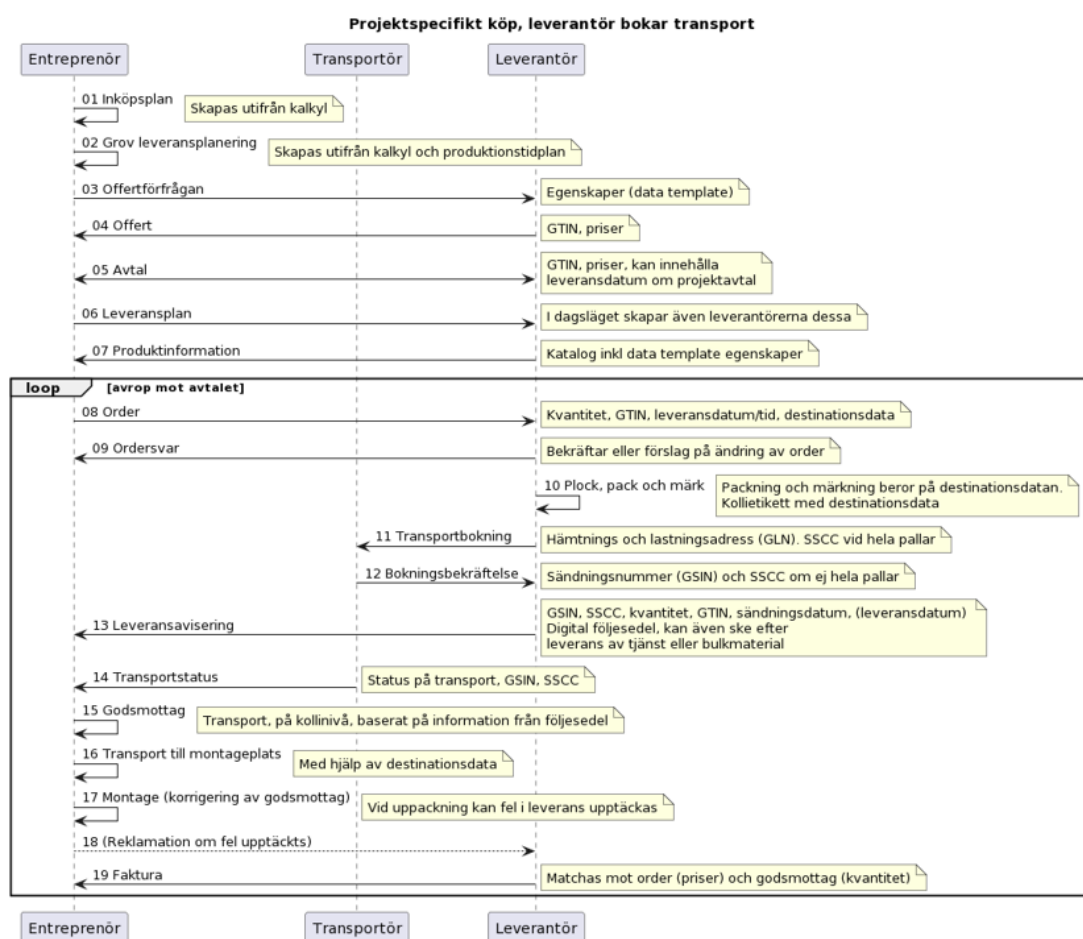 Projektspecifikt köp, leverantör bokar transport
Entreprenör
Transportör
Leverantör
01 Inköpsplan
Skapas utifrån kalkyl
02 Grov leveransplanering
Skapas utifrån kalkyl och produktionstidplan
03 Offertförfrågan
Egenskaper (data template)
04 Offert
GTIN, priser
05 Avtal
GTIN, priser, kan innehålla
leveransdatum om projektavtal
06 Leveransplan
I dagsläget skapar även leverantörerna dessa
07 Produktinformation
Katalog inkl data template egenskaper
loop
[avrop mot avtalet]
08 Order
Kvantitet, GTIN, leveransdatum/tid, destinationsdata
09 Ordersvar
Bekräftar eller förslag på ändring av order
10 Plock, pack och märk
Packning och märkning beror på destinationsdatan.
Kollietikett med destinationsdata
11 Transportbokning
Hämtnings och lastningsadress (GLN). SSCC vid hela pallar
12 Bokningsbekräftelse
Sändningsnummer (GSIN) och SSCC om ej hela pallar
13 Leveransavisering
GSIN, SSCC, kvantitet, GTIN, sändningsdatum, (leveransdatum)
Digital följesedel, kan även ske efter
leverans av tjänst eller bulkmaterial
14 Transportstatus
Status på transport, GSIN, SSCC
15 Godsmottag
Transport, på kollinivå, baserat på information från följesedel
16 Transport till montageplats
Med hjälp av destinationsdata
17 Montage (korrigering av godsmottag)
Vid uppackning kan fel i leverans upptäckas
18 (Reklamation om fel upptäckts)
19 Faktura
Matchas mot order (priser) och godsmottag (kvantitet)
Entreprenör
Transportör
Leverantör